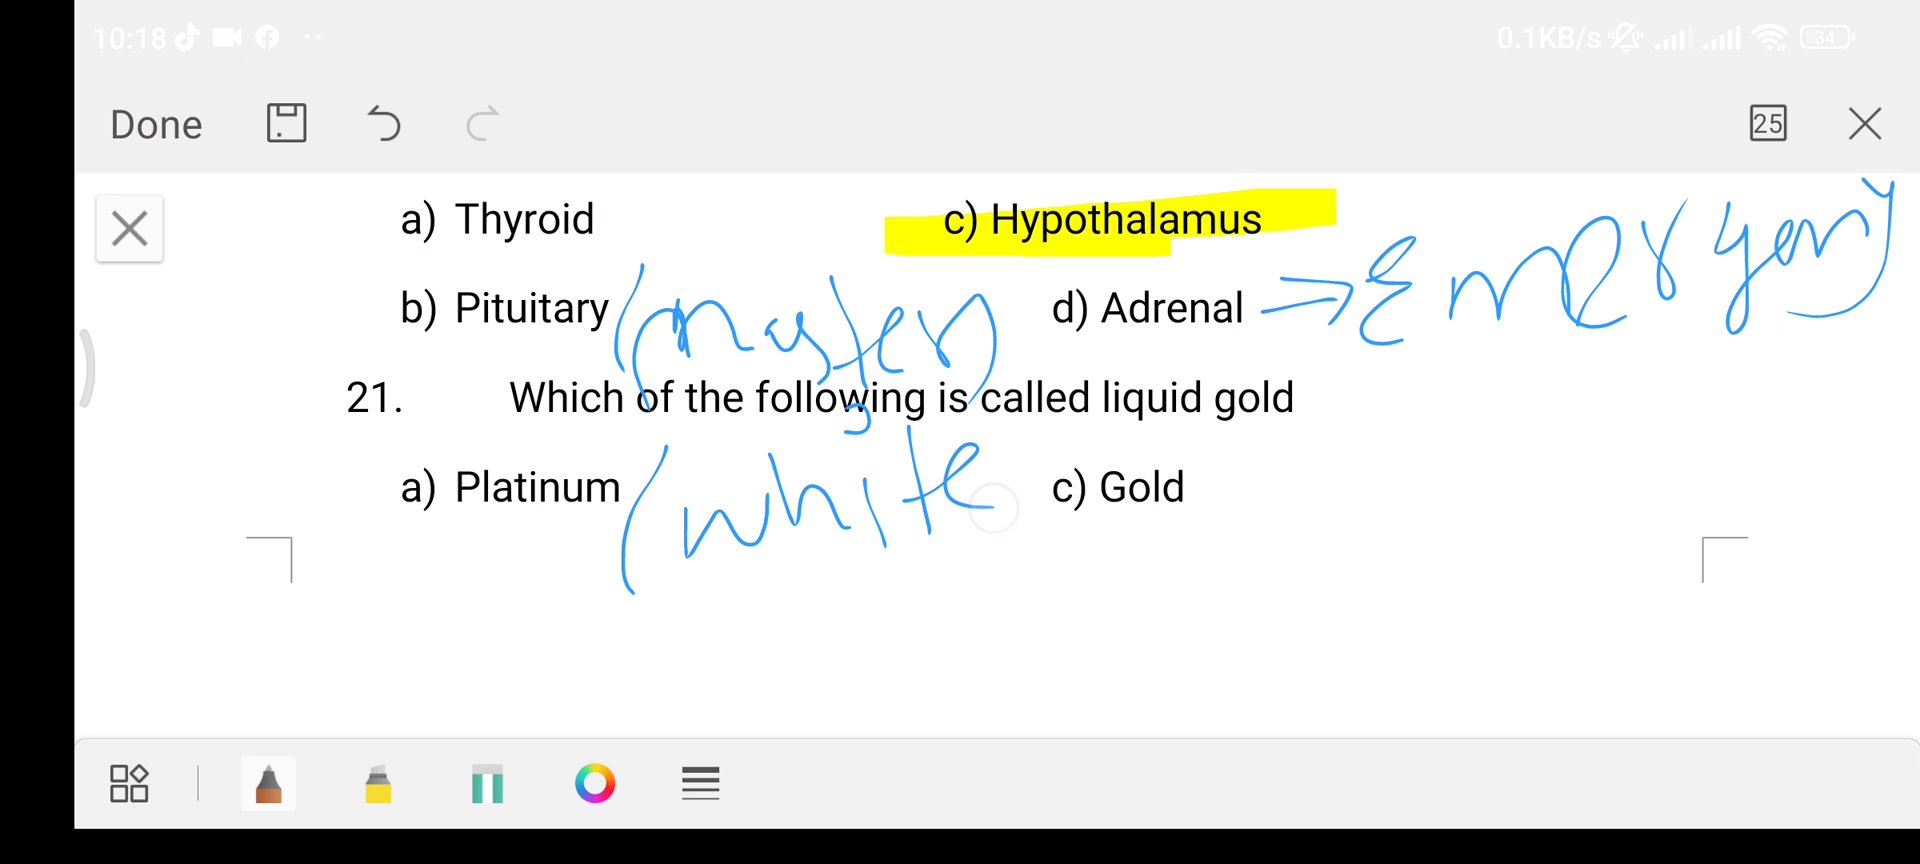 10:18
0.1KB/s 34
Done 25
a) Thyroid c) Hypothalamus
b) Pituitary (master) d) Adrenal → Emergency
21. Which of the following is called liquid gold
a) Platinum (white c) Gold